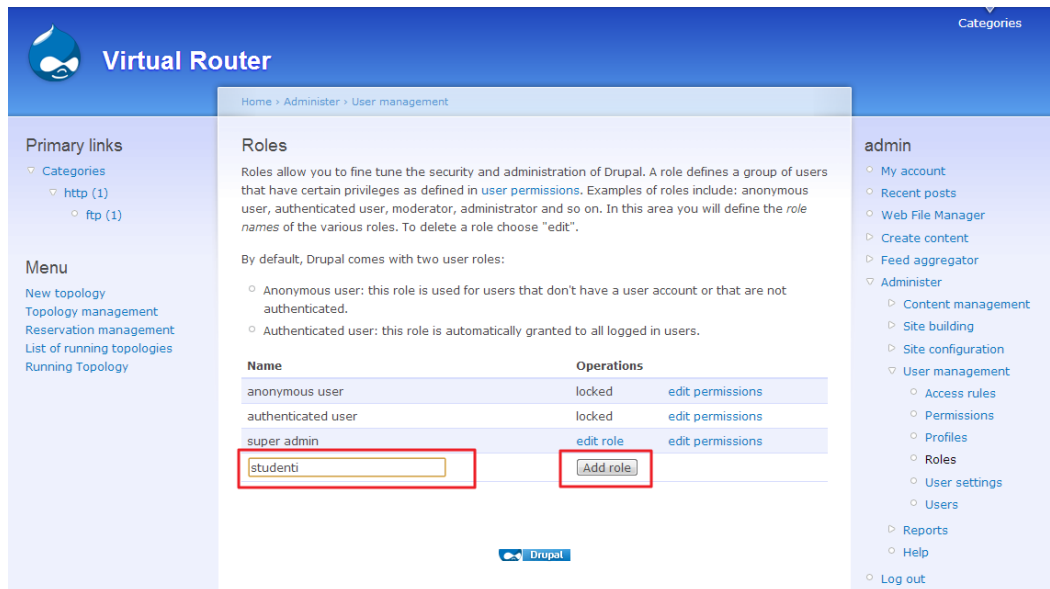 Categories
Virtual Router
Home › Administer › User management
Primary links
Categories
http (1)
ftp (1)
Menu
New topology
Topology management
Reservation management
List of running topologies
Running Topology
Roles
Roles allow you to fine tune the security and administration of Drupal. A role defines a group of users
that have certain privileges as defined in user permissions. Examples of roles include: anonymous
user, authenticated user, moderator, administrator and so on. In this area you will define the role
names of the various roles. To delete a role choose "edit".
By default, Drupal comes with two user roles:
Anonymous user: this role is used for users that don't have a user account or that are not
authenticated.
Authenticated user: this role is automatically granted to all logged in users.
Name Operations
anonymous user locked edit permissions
authenticated user locked edit permissions
super admin edit role edit permissions
studenti Add role
Drupal
admin
My account
Recent posts
Web File Manager
Create content
Feed aggregator
Administer
Content management
Site building
Site configuration
User management
Access rules
Permissions
Profiles
Roles
User settings
Users
Reports
Help
Log out